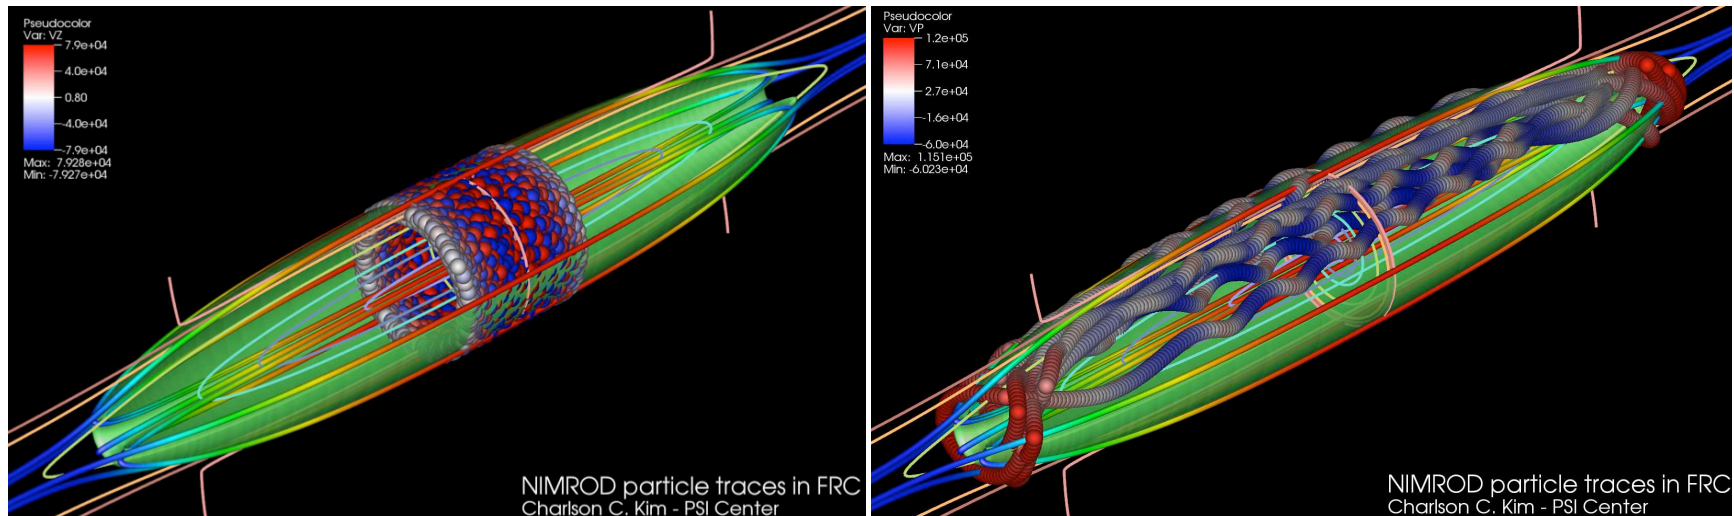 Pseudocolor
Var: VZ
7.9e+04
4.0e+04
0.80
-4.0e+04
-7.9e+04
Max: 7.928e+04
Min: -7.927e+04
NIMROD particle traces in FRC
Charlson C. Kim - PSI Center
Pseudocolor
Var: VP
1.2e+05
7.1e+04
2.7e+04
-1.6e+04
-6.0e+04
Max: 1.151e+05
Min: -6.023e+04
NIMROD particle traces in FRC
Charlson C. Kim - PSI Center